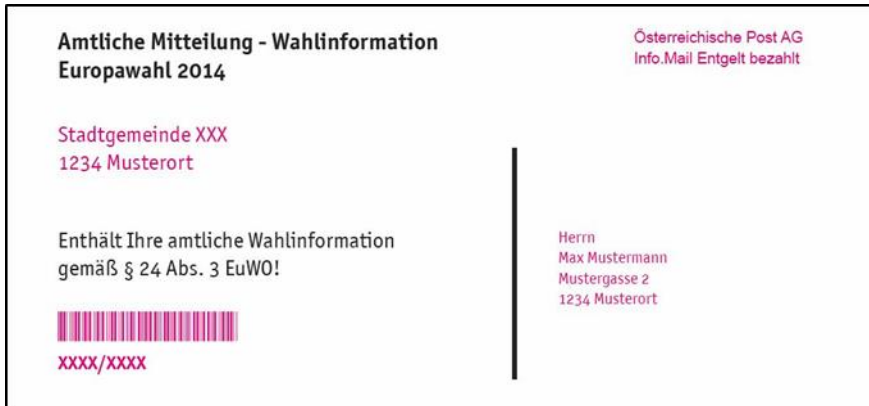 Amtliche Mitteilung - Wahlinformation
Europawahl 2014
Österreichische Post AG
Info.Mail Entgelt bezahlt
Stadtgemeinde XXX
1234 Musterort
Enthält Ihre amtliche Wahlinformation
gemäß § 24 Abs. 3 EuWO!
XXXX/XXXX
Herrn
Max Mustermann
Mustergasse 2
1234 Musterort